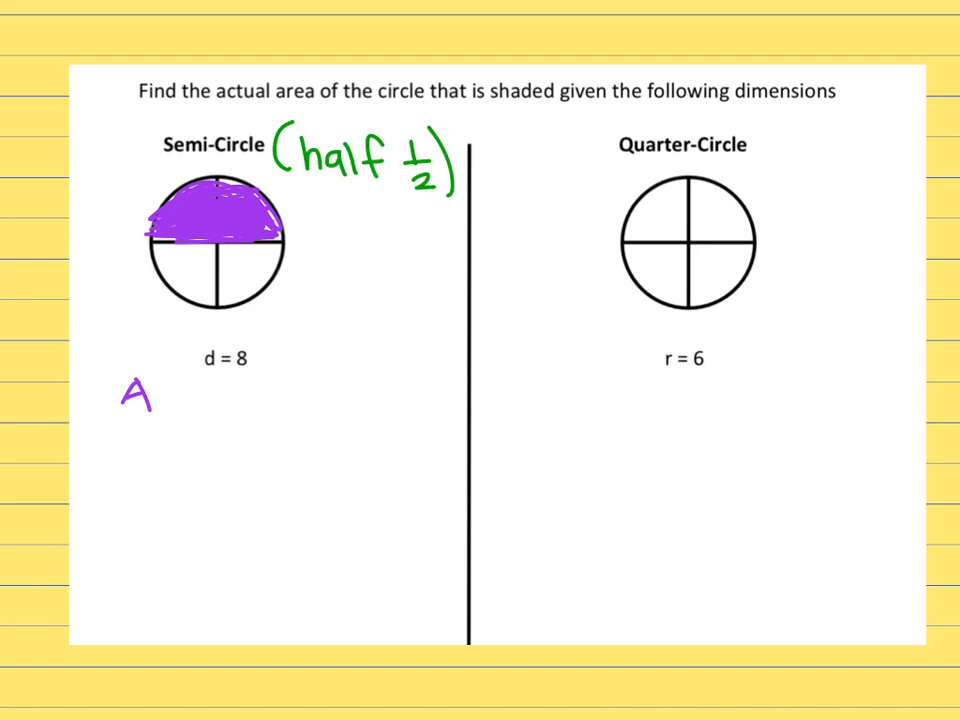 Find the actual area of the circle that is shaded given the following dimensions
Semi-Circle (half 1/2)
d = 8
A
Quarter-Circle
r = 6